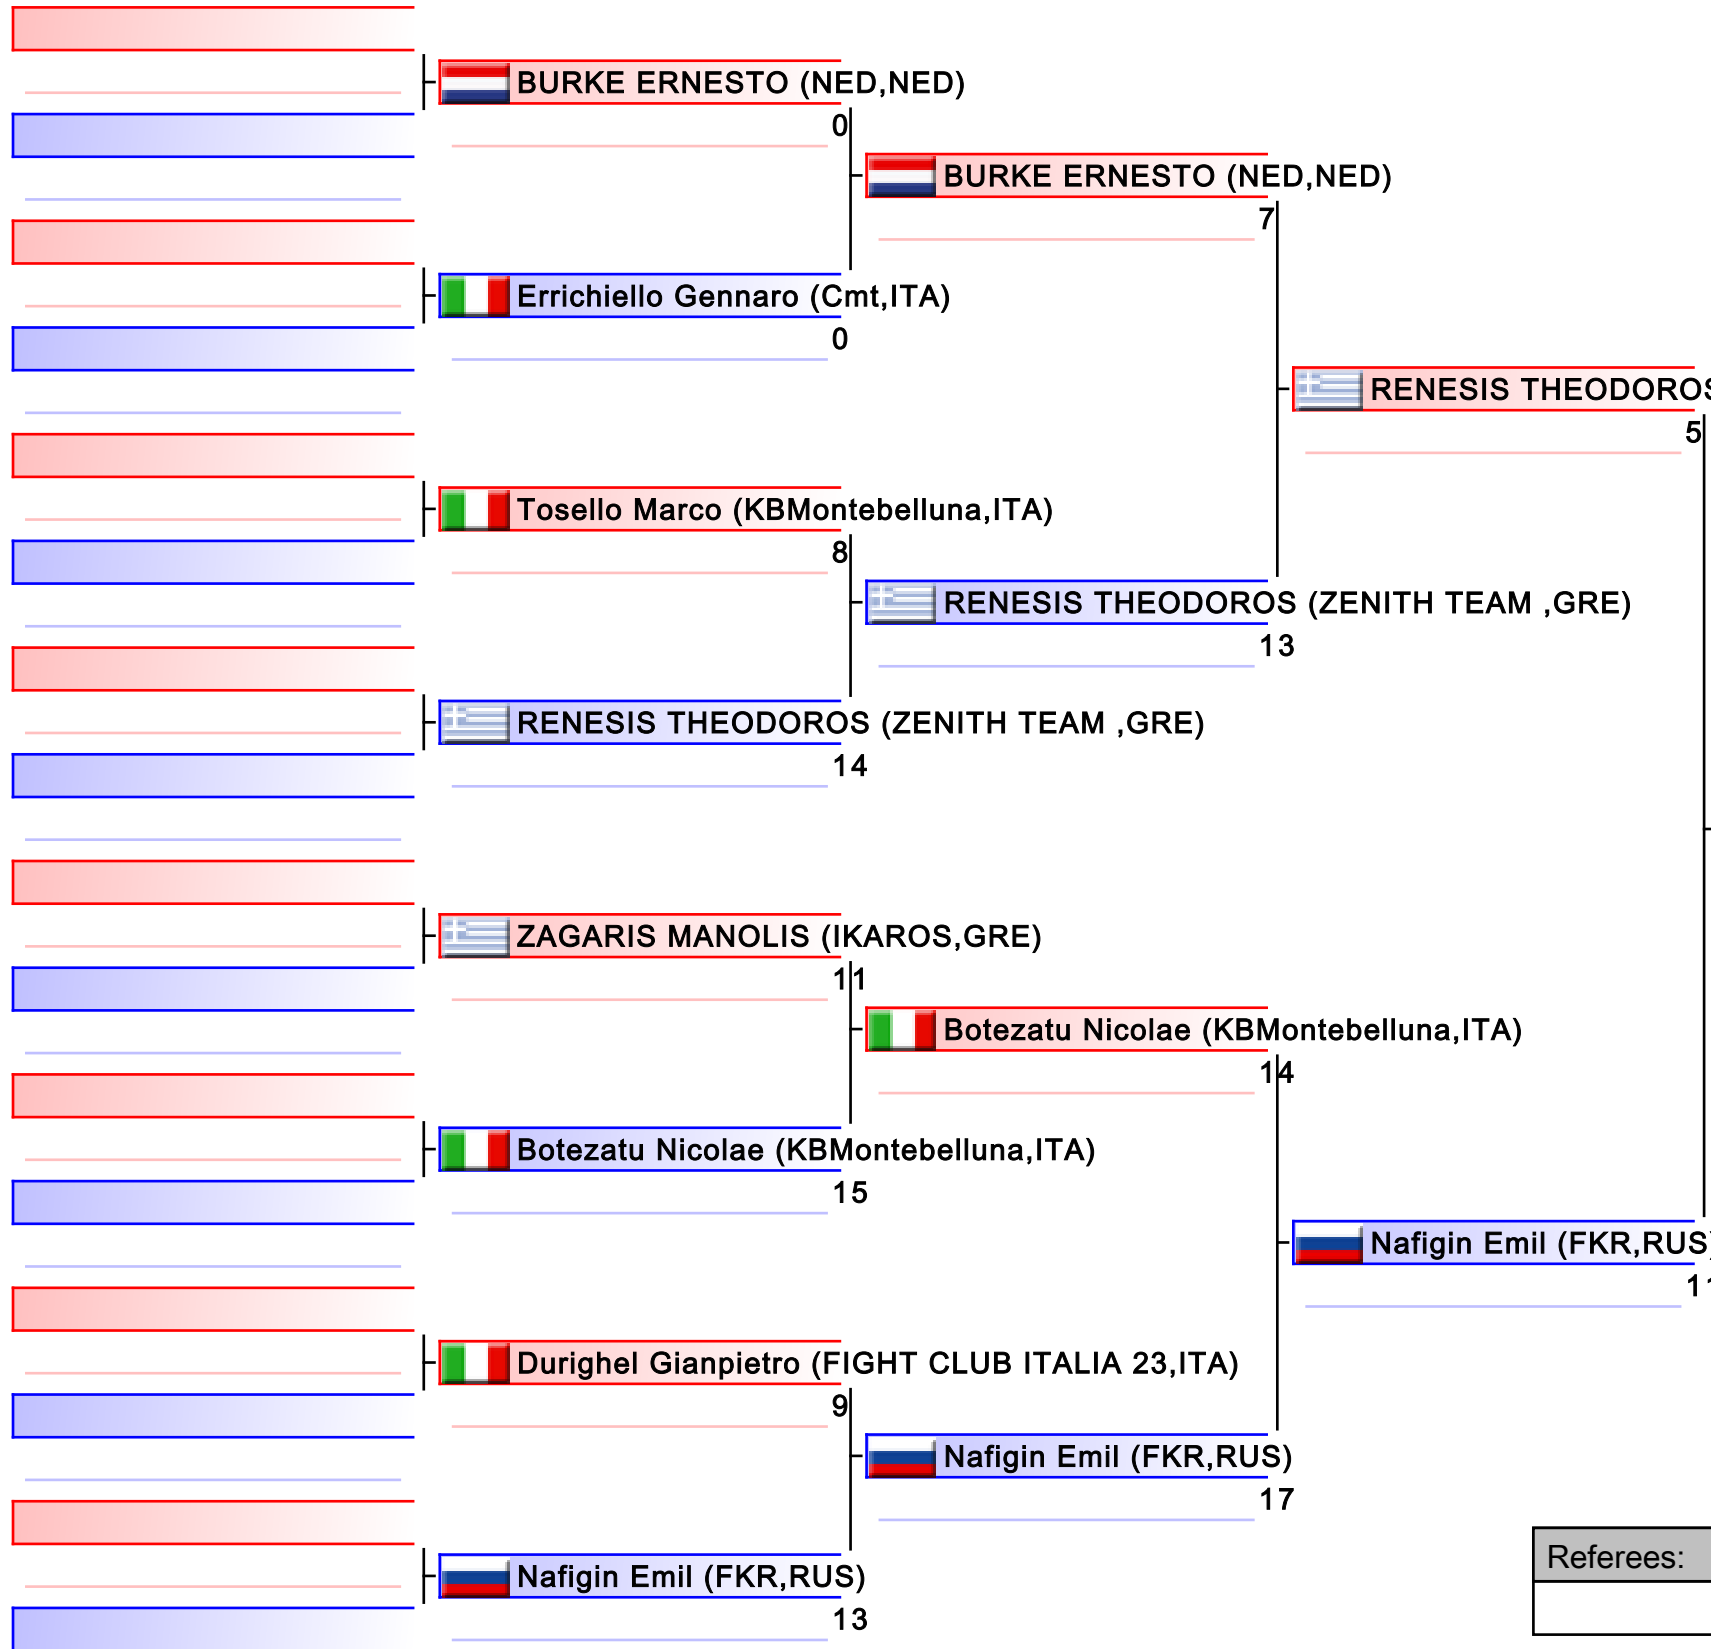 BURKE ERNESTO (NED,NED)
0
BURKE ERNESTO (NED,NED)
7
Errichiello Gennaro (Cmt,ITA)
0
RENESIS THEODOROS
5
Tosello Marco (KBMontebelluna,ITA)
8
RENESIS THEODOROS (ZENITH TEAM ,GRE)
13
RENESIS THEODOROS (ZENITH TEAM ,GRE)
14
ZAGARIS MANOLIS (IKAROS,GRE)
11
Botezatu Nicolae (KBMontebelluna,ITA)
14
Botezatu Nicolae (KBMontebelluna,ITA)
15
Nafigin Emil (FKR,RUS)
11
Durighel Gianpietro (FIGHT CLUB ITALIA 23,ITA)
9
Nafigin Emil (FKR,RUS)
17
Referees:
Nafigin Emil (FKR,RUS)
13